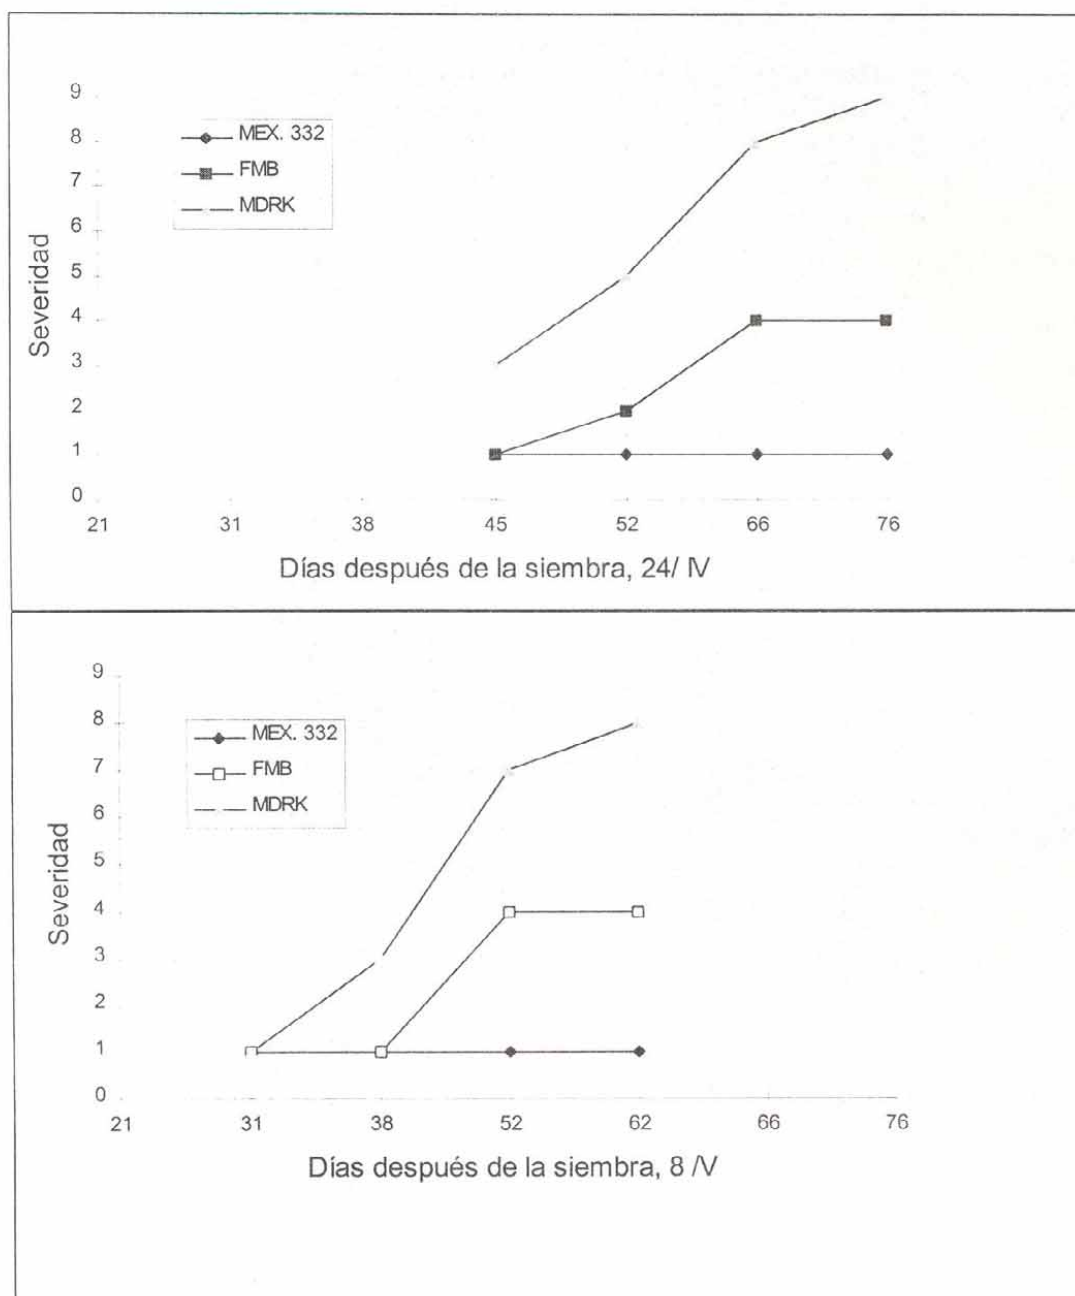 9
8
7
6
5
4
3
2
1
0
Severidad
MEX. 332
FMB
MDRK
21 31 38 45 52 66 76
Días después de la siembra, 24/ IV
9
8
7
6
5
4
3
2
1
0
Severidad
MEX. 332
FMB
MDRK
21 31 38 52 62 66 76
Días después de la siembra, 8 /V